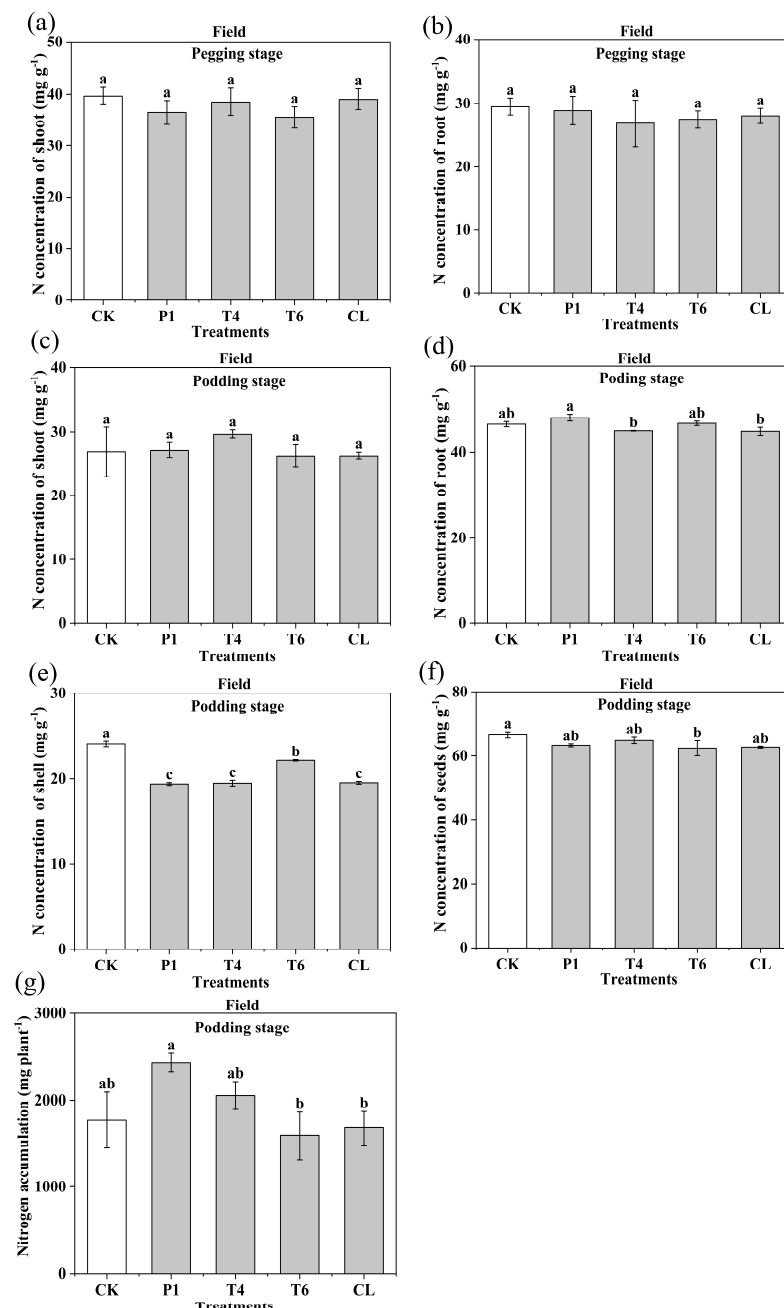 (a)
Field
Pegging stage
N concentration of shoot (mg g⁻¹)
50
40
30
20
10
0
a a a a a
CK P1 T4 T6 CL
Treatments
(b)
Field
Pegging stage
N concentration of root (mg g⁻¹)
40
30
20
10
0
a a a a a
CK P1 T4 T6 CL
Treatments
(c)
Field
Podding stage
N concentration of shoot (mg g⁻¹)
40
30
20
10
0
a a a a a
CK P1 T4 T6 CL
Treatments
(d)
Field
Poding stage
N concentration of root (mg g⁻¹)
60
40
20
0
ab a b ab b
CK P1 T4 T6 CL
Treatments
(e)
Field
Podding stage
N concentration of shell (mg g⁻¹)
30
20
10
0
a c c b c
CK P1 T4 T6 CL
Treatments
(f)
Field
Podding stage
N concentration of seeds (mg g⁻¹)
80
60
40
20
0
a ab ab b ab
CK P1 T4 T6 CL
Treatments
(g)
Field
Podding stage
Nitrogen accumulation (mg plant⁻¹)
3000
2000
1000
0
ab a ab b b
CK P1 T4 T6 CL
Treatments